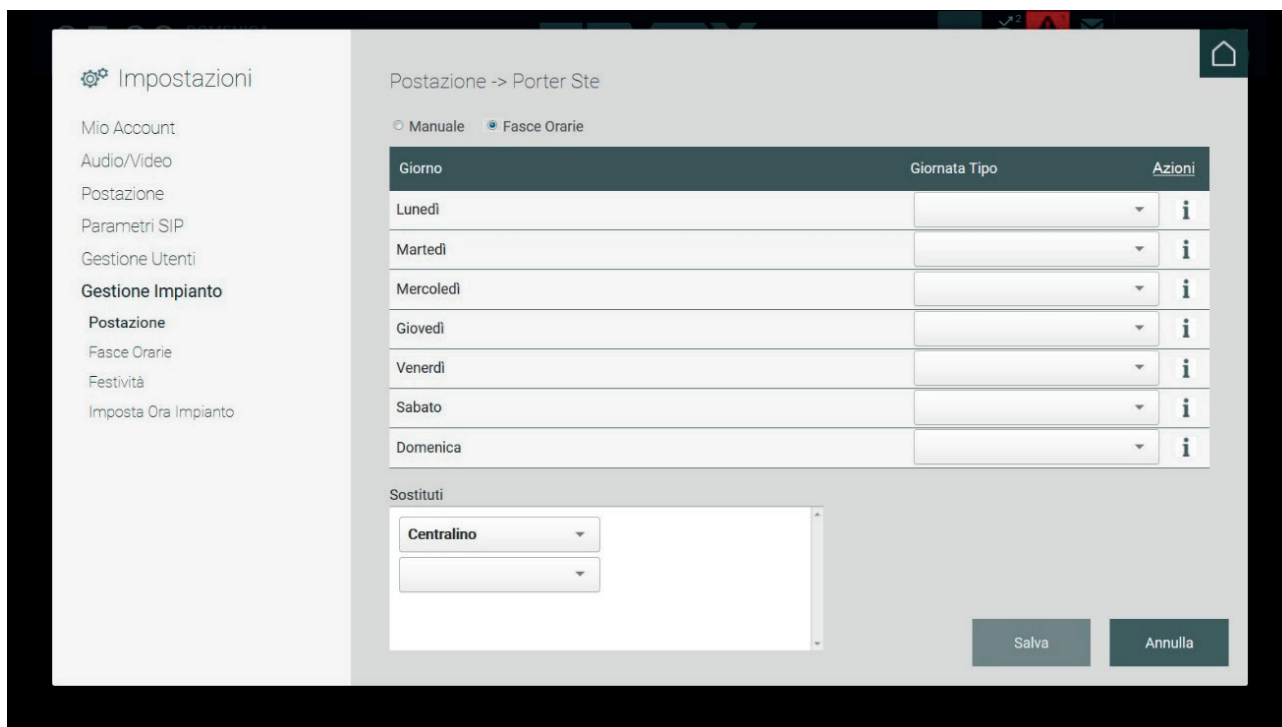 DOMENICA
2
Impostazioni
Mio Account
Audio/Video
Postazione
Parametri SIP
Gestione Utenti
Gestione Impianto
Postazione
Fasce Orarie
Festività
Imposta Ora Impianto
Postazione -> Porter Ste
Manuale Fasce Orarie
Giorno Giornata Tipo Azioni
Lunedì i
Martedì i
Mercoledì i
Giovedì i
Venerdì i
Sabato i
Domenica i
Sostituti
Centralino
Salva Annulla